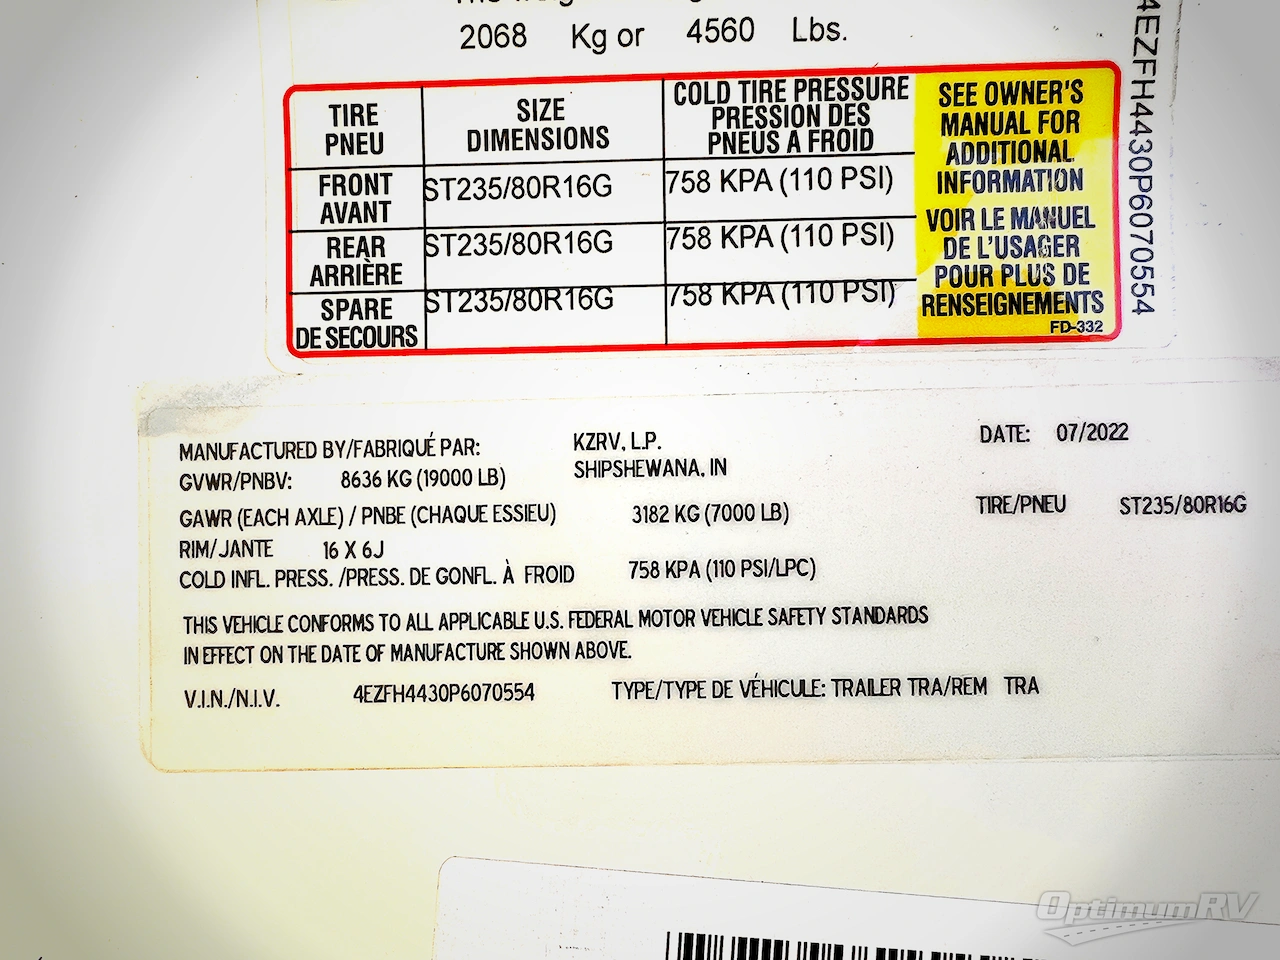 2068 Kg or 4560 Lbs.
TIRE
PNEU
SIZE
DIMENSIONS
COLD TIRE PRESSURE
PRESSION DES
PNEUS A FROID
FRONT
AVANT
ST235/80R16G
758 KPA (110 PSI)
REAR
ARRIÈRE
ST235/80R16G
758 KPA (110 PSI)
SPARE
DE SECOURS
ST235/80R16G
758 KPA (110 PSI)
SEE OWNER'S
MANUAL FOR
ADDITIONAL
INFORMATION
VOIR LE MANUEL
DE L'USAGER
POUR PLUS DE
RENSEIGNEMENTS
FD-332
4EZFH4430P6070554
MANUFACTURED BY/FABRIQUÉ PAR: KZRV, L.P. DATE: 07/2022
GVWR/PNBV: 8636 KG (19000 LB) SHIPSHEWANA, IN
GAWR (EACH AXLE) / PNBE (CHAQUE ESSIEU) 3182 KG (7000 LB) TIRE/PNEU ST235/80R16G
RIM/JANTE 16 X 6J
COLD INFL. PRESS. /PRESS. DE GONFL. À FROID 758 KPA (110 PSI/LPC)
THIS VEHICLE CONFORMS TO ALL APPLICABLE U.S. FEDERAL MOTOR VEHICLE SAFETY STANDARDS
IN EFFECT ON THE DATE OF MANUFACTURE SHOWN ABOVE.
V.I.N./N.I.V. 4EZFH4430P6070554 TYPE/TYPE DE VÉHICULE: TRAILER TRA/REM TRA
OptimumRV